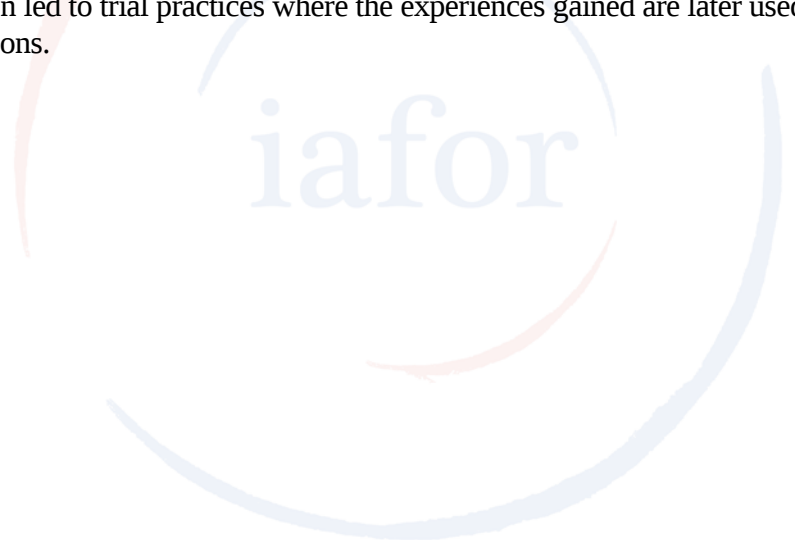 n led to trial practices where the experiences gained are later used
ons.
iafor